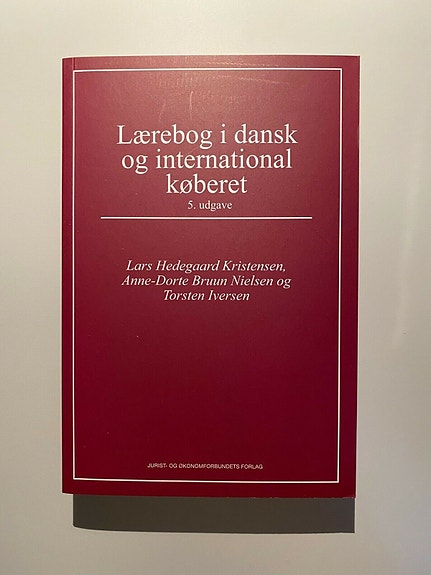 Lærebog i dansk
og international
køberet
5. udgave
Lars Hedegaard Kristensen,
Anne-Dorte Bruun Nielsen og
Torsten Iversen
JURIST- OG ØKONOMFORBUNDETS FORLAG